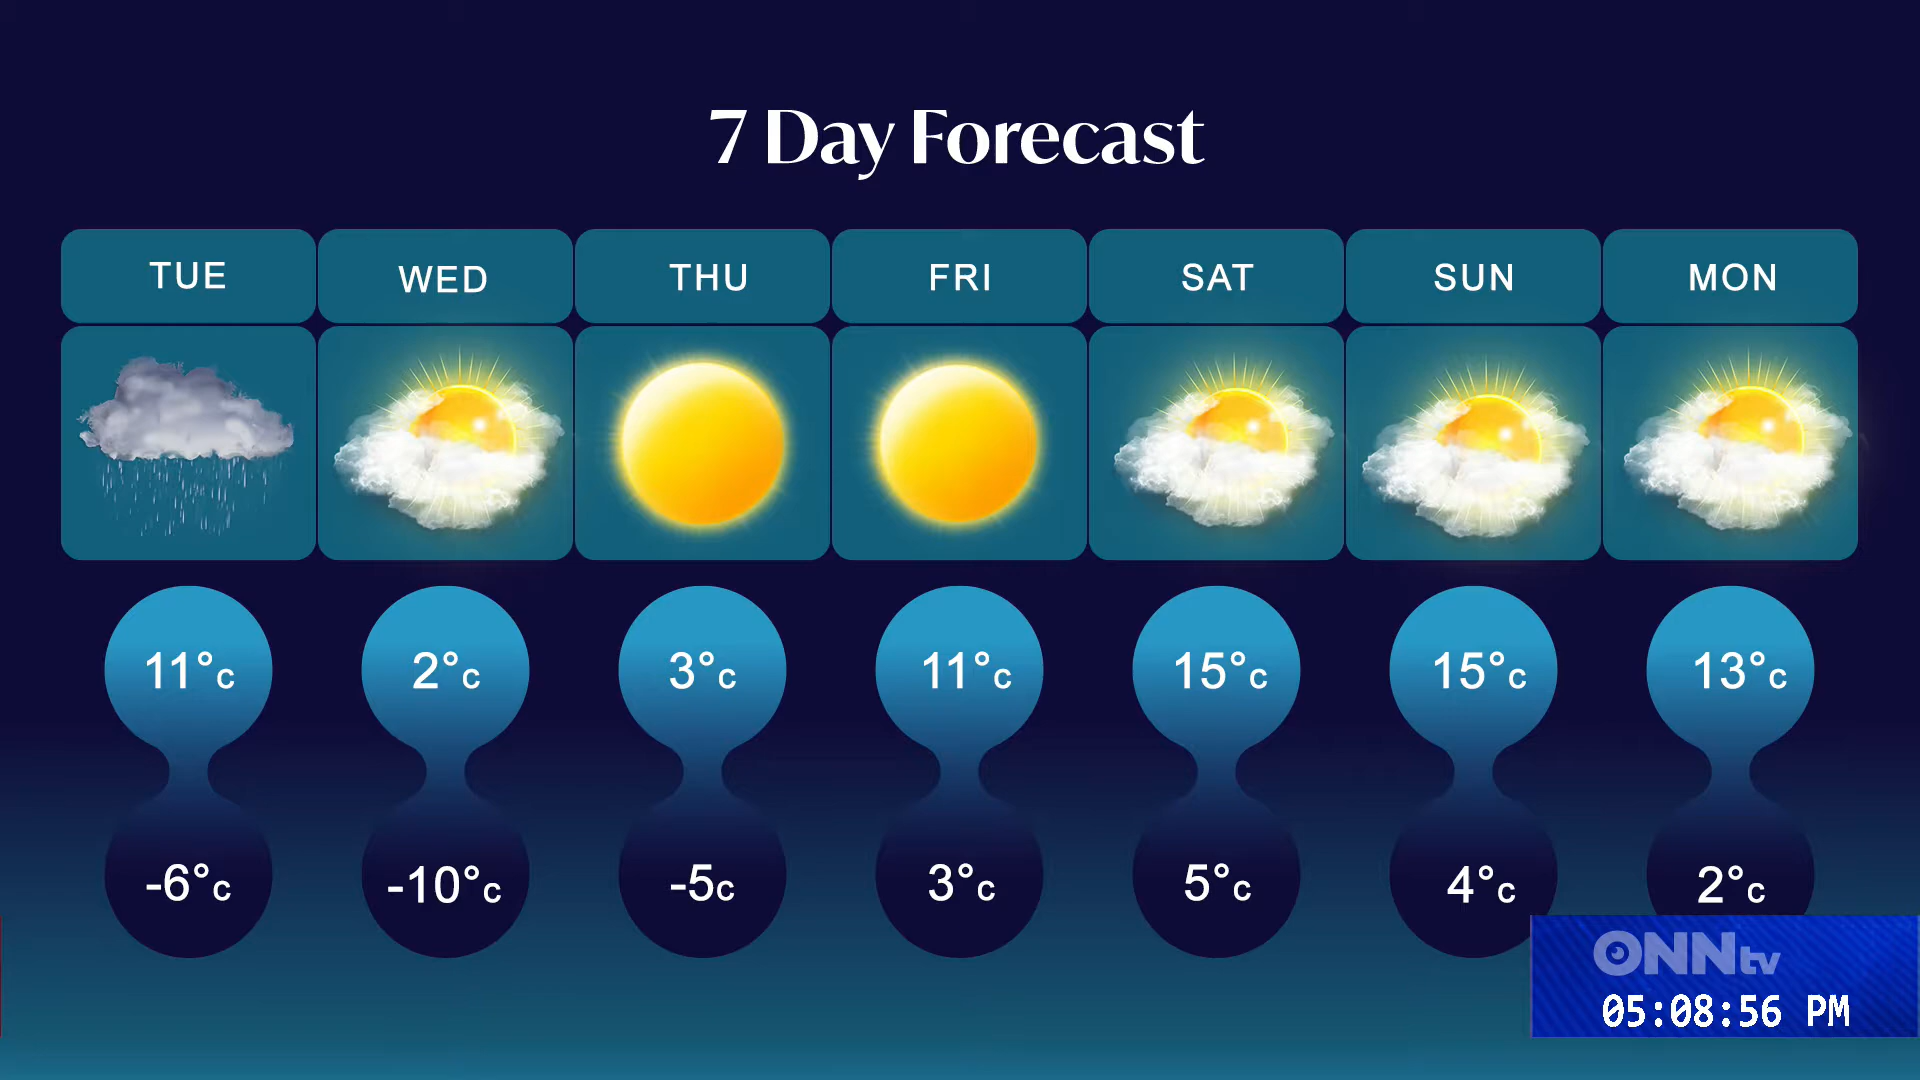 7 Day Forecast
TUE WED THU FRI SAT SUN MON
11°c 2°c 3°c 11°c 15°c 15°c 13°c
-6°c -10°c -5c 3°c 5°c 4°c 2°c
ONNtv
05:08:56 PM